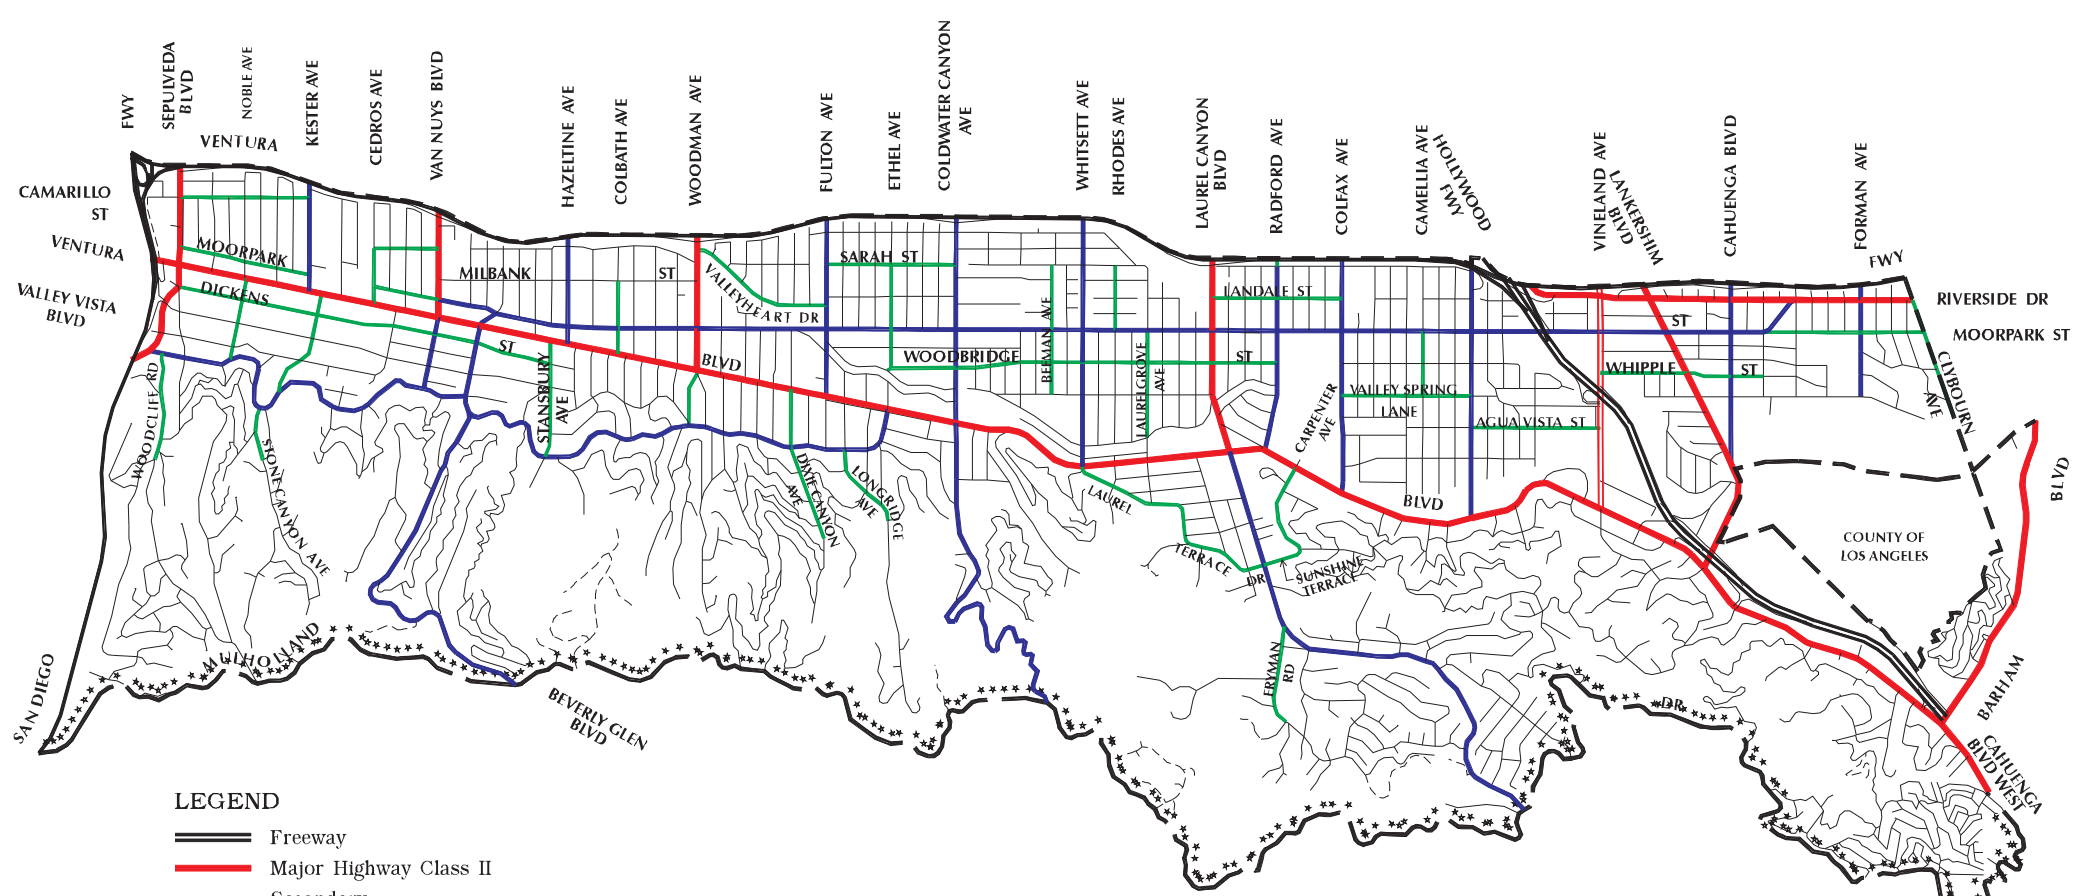 FWY
SEPULVEDA
BLVD
NOBLE AVE
KESTER AVE
CEDROS AVE
VAN NUYS BLVD
HAZELTINE AVE
COLBATH AVE
WOODMAN AVE
FULTON AVE
ETHEL AVE
COLDWATER CANYON
AVE
WHITSETT AVE
RHODES AVE
LAUREL CANYON
BLVD
RADFORD AVE
COLFAX AVE
CAMELLIA AVE
HOLLYWOOD
FWY
VINELAND AVE
LANKERSHIM
BLVD
CAHUENGA BLVD
FORMAN AVE
VENTURA
FWY
CAMARILLO
ST
VENTURA
VALLEY VISTA
BLVD
MOORPARK
DICKENS
ST
MILBANK
ST
VALLEYHEART DR
SARAH ST
LANDALE ST
ST
RIVERSIDE DR
MOORPARK ST
BLVD
WOODBRIDGE
ST
BEEMAN AVE
LAURELGROVE
AVE
WHIPPLE
ST
VALLEY SPRING
LANE
AGUA VISTA ST
CARPENTER
AVE
CLYBOURN
AVE
STANSBURY
AVE
WOODCLIFF RD
STONE CANYON AVE
DIXIE CANYON
AVE
LONGRIDGE
AVE
LAUREL
TERRACE
DR
SUNSHINE
TERRACE
BLVD
BLVD
COUNTY OF
LOS ANGELES
FRYMAN
RD
MULHOLLAND
DR
SAN DIEGO
BEVERLY GLEN
BLVD
BARHAM
CAHUENGA
BLVD WEST
LEGEND
Freeway
Major Highway Class II